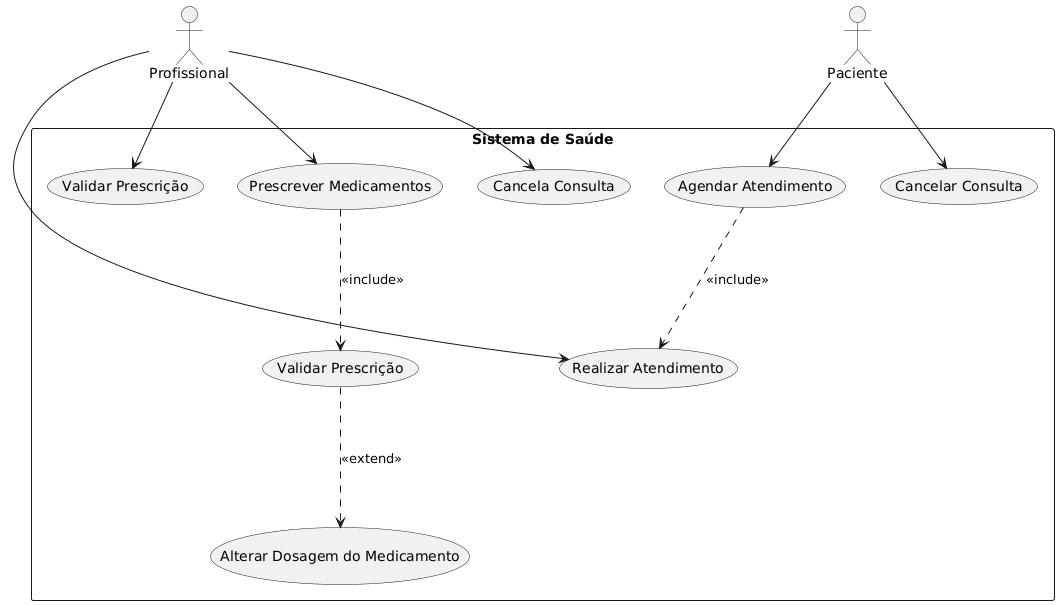 Profissional
Paciente
Sistema de Saúde
Validar Prescrição
Prescrever Medicamentos
Cancela Consulta
Agendar Atendimento
Cancelar Consulta
«include»
«include»
Validar Prescrição
Realizar Atendimento
«extend»
Alterar Dosagem do Medicamento